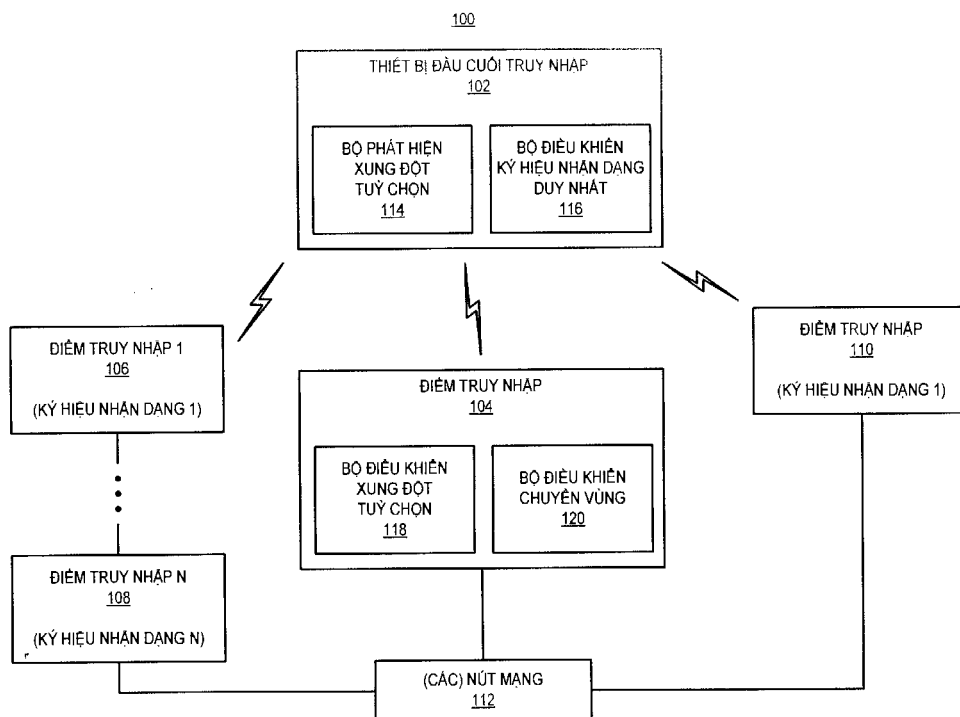 100
THIẾT BỊ ĐẦU CUỐI TRUY NHẬP
102
BỘ PHÁT HIỆN
XUNG ĐỘT
TUỲ CHỌN
114
BỘ ĐIỀU KHIỂN
KÝ HIỆU NHẬN DẠNG
DUY NHẤT
116
ĐIỂM TRUY NHẬP 1
106
(KÝ HIỆU NHẬN DẠNG 1)
ĐIỂM TRUY NHẬP
104
BỘ ĐIỀU KHIỂN
XUNG ĐỘT
TUỲ CHỌN
118
BỘ ĐIỀU KHIỂN
CHUYỂN VÙNG
120
ĐIỂM TRUY NHẬP
110
(KÝ HIỆU NHẬN DẠNG 1)
ĐIỂM TRUY NHẬP N
108
(KÝ HIỆU NHẬN DẠNG N)
(CÁC) NÚT MẠNG
112